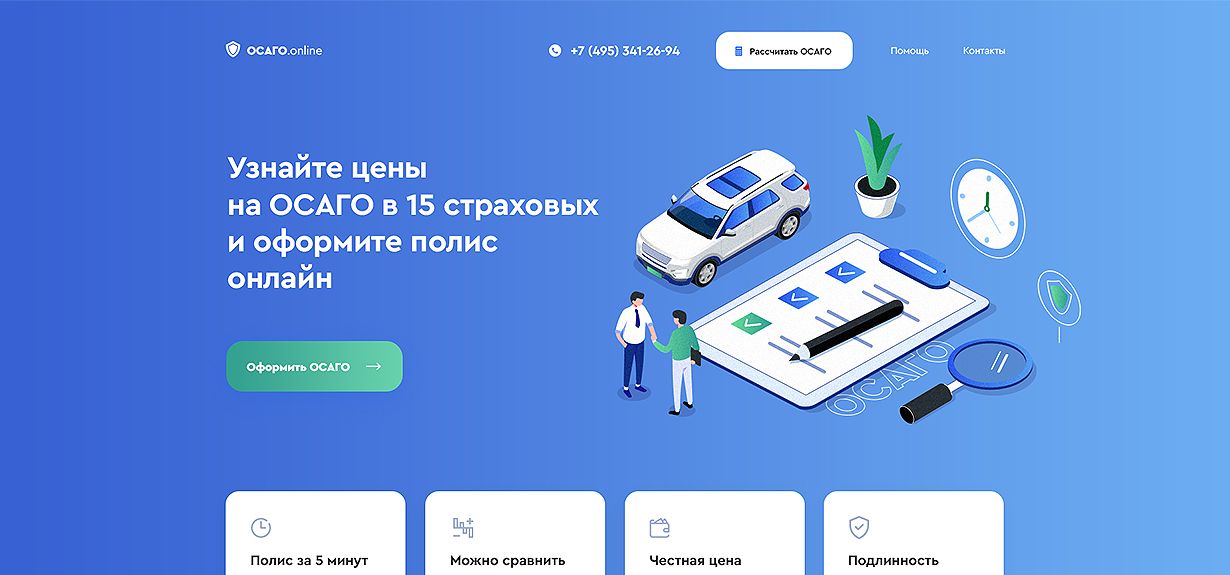 ОСАГО.online
+7 (495) 341-26-94
Рассчитать ОСАГО
Помощь
Контакты
Узнайте цены
на ОСАГО в 15 страховых
и оформите полис
онлайн
Оформить ОСАГО
ОСАГО
Полис за 5 минут
Можно сравнить
Честная цена
Подлинность